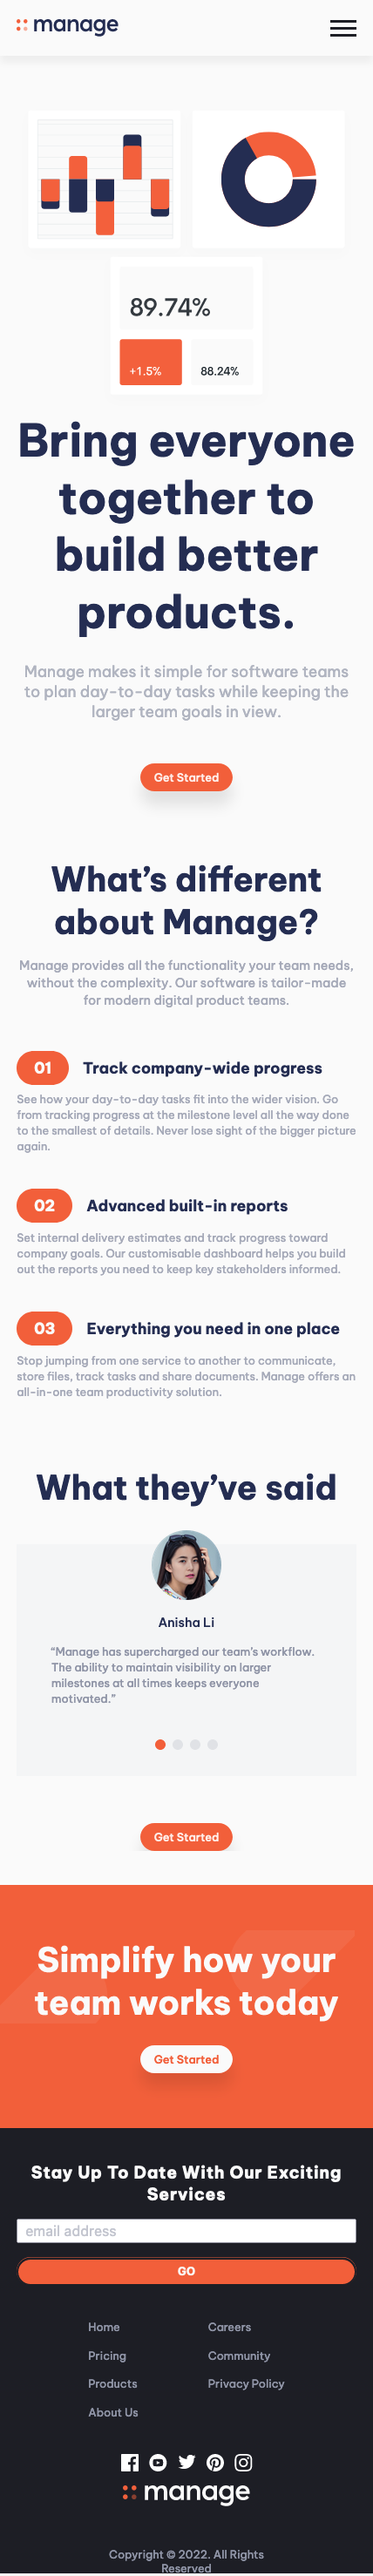 manage
89.74%
+1.5%
88.24%
Bring everyone
together to
build better
products.
Manage makes it simple for software teams
to plan day-to-day tasks while keeping the
larger team goals in view.
Get Started
What’s different
about Manage?
Manage provides all the functionality your team needs,
without the complexity. Our software is tailor-made
for modern digital product teams.
01 Track company-wide progress
See how your day-to-day tasks fit into the wider vision. Go
from tracking progress at the milestone level all the way done
to the smallest of details. Never lose sight of the bigger picture
again.
02 Advanced built-in reports
Set internal delivery estimates and track progress toward
company goals. Our customisable dashboard helps you build
out the reports you need to keep key stakeholders informed.
03 Everything you need in one place
Stop jumping from one service to another to communicate,
store files, track tasks and share documents. Manage offers an
all-in-one team productivity solution.
What they’ve said
Anisha Li
“Manage has supercharged our team’s workflow.
The ability to maintain visibility on larger
milestones at all times keeps everyone
motivated.”
Get Started
Simplify how your
team works today
Get Started
Stay Up To Date With Our Exciting
Services
email address
GO
Home
Pricing
Products
About Us
Careers
Community
Privacy Policy
manage
Copyright © 2022. All Rights
Reserved